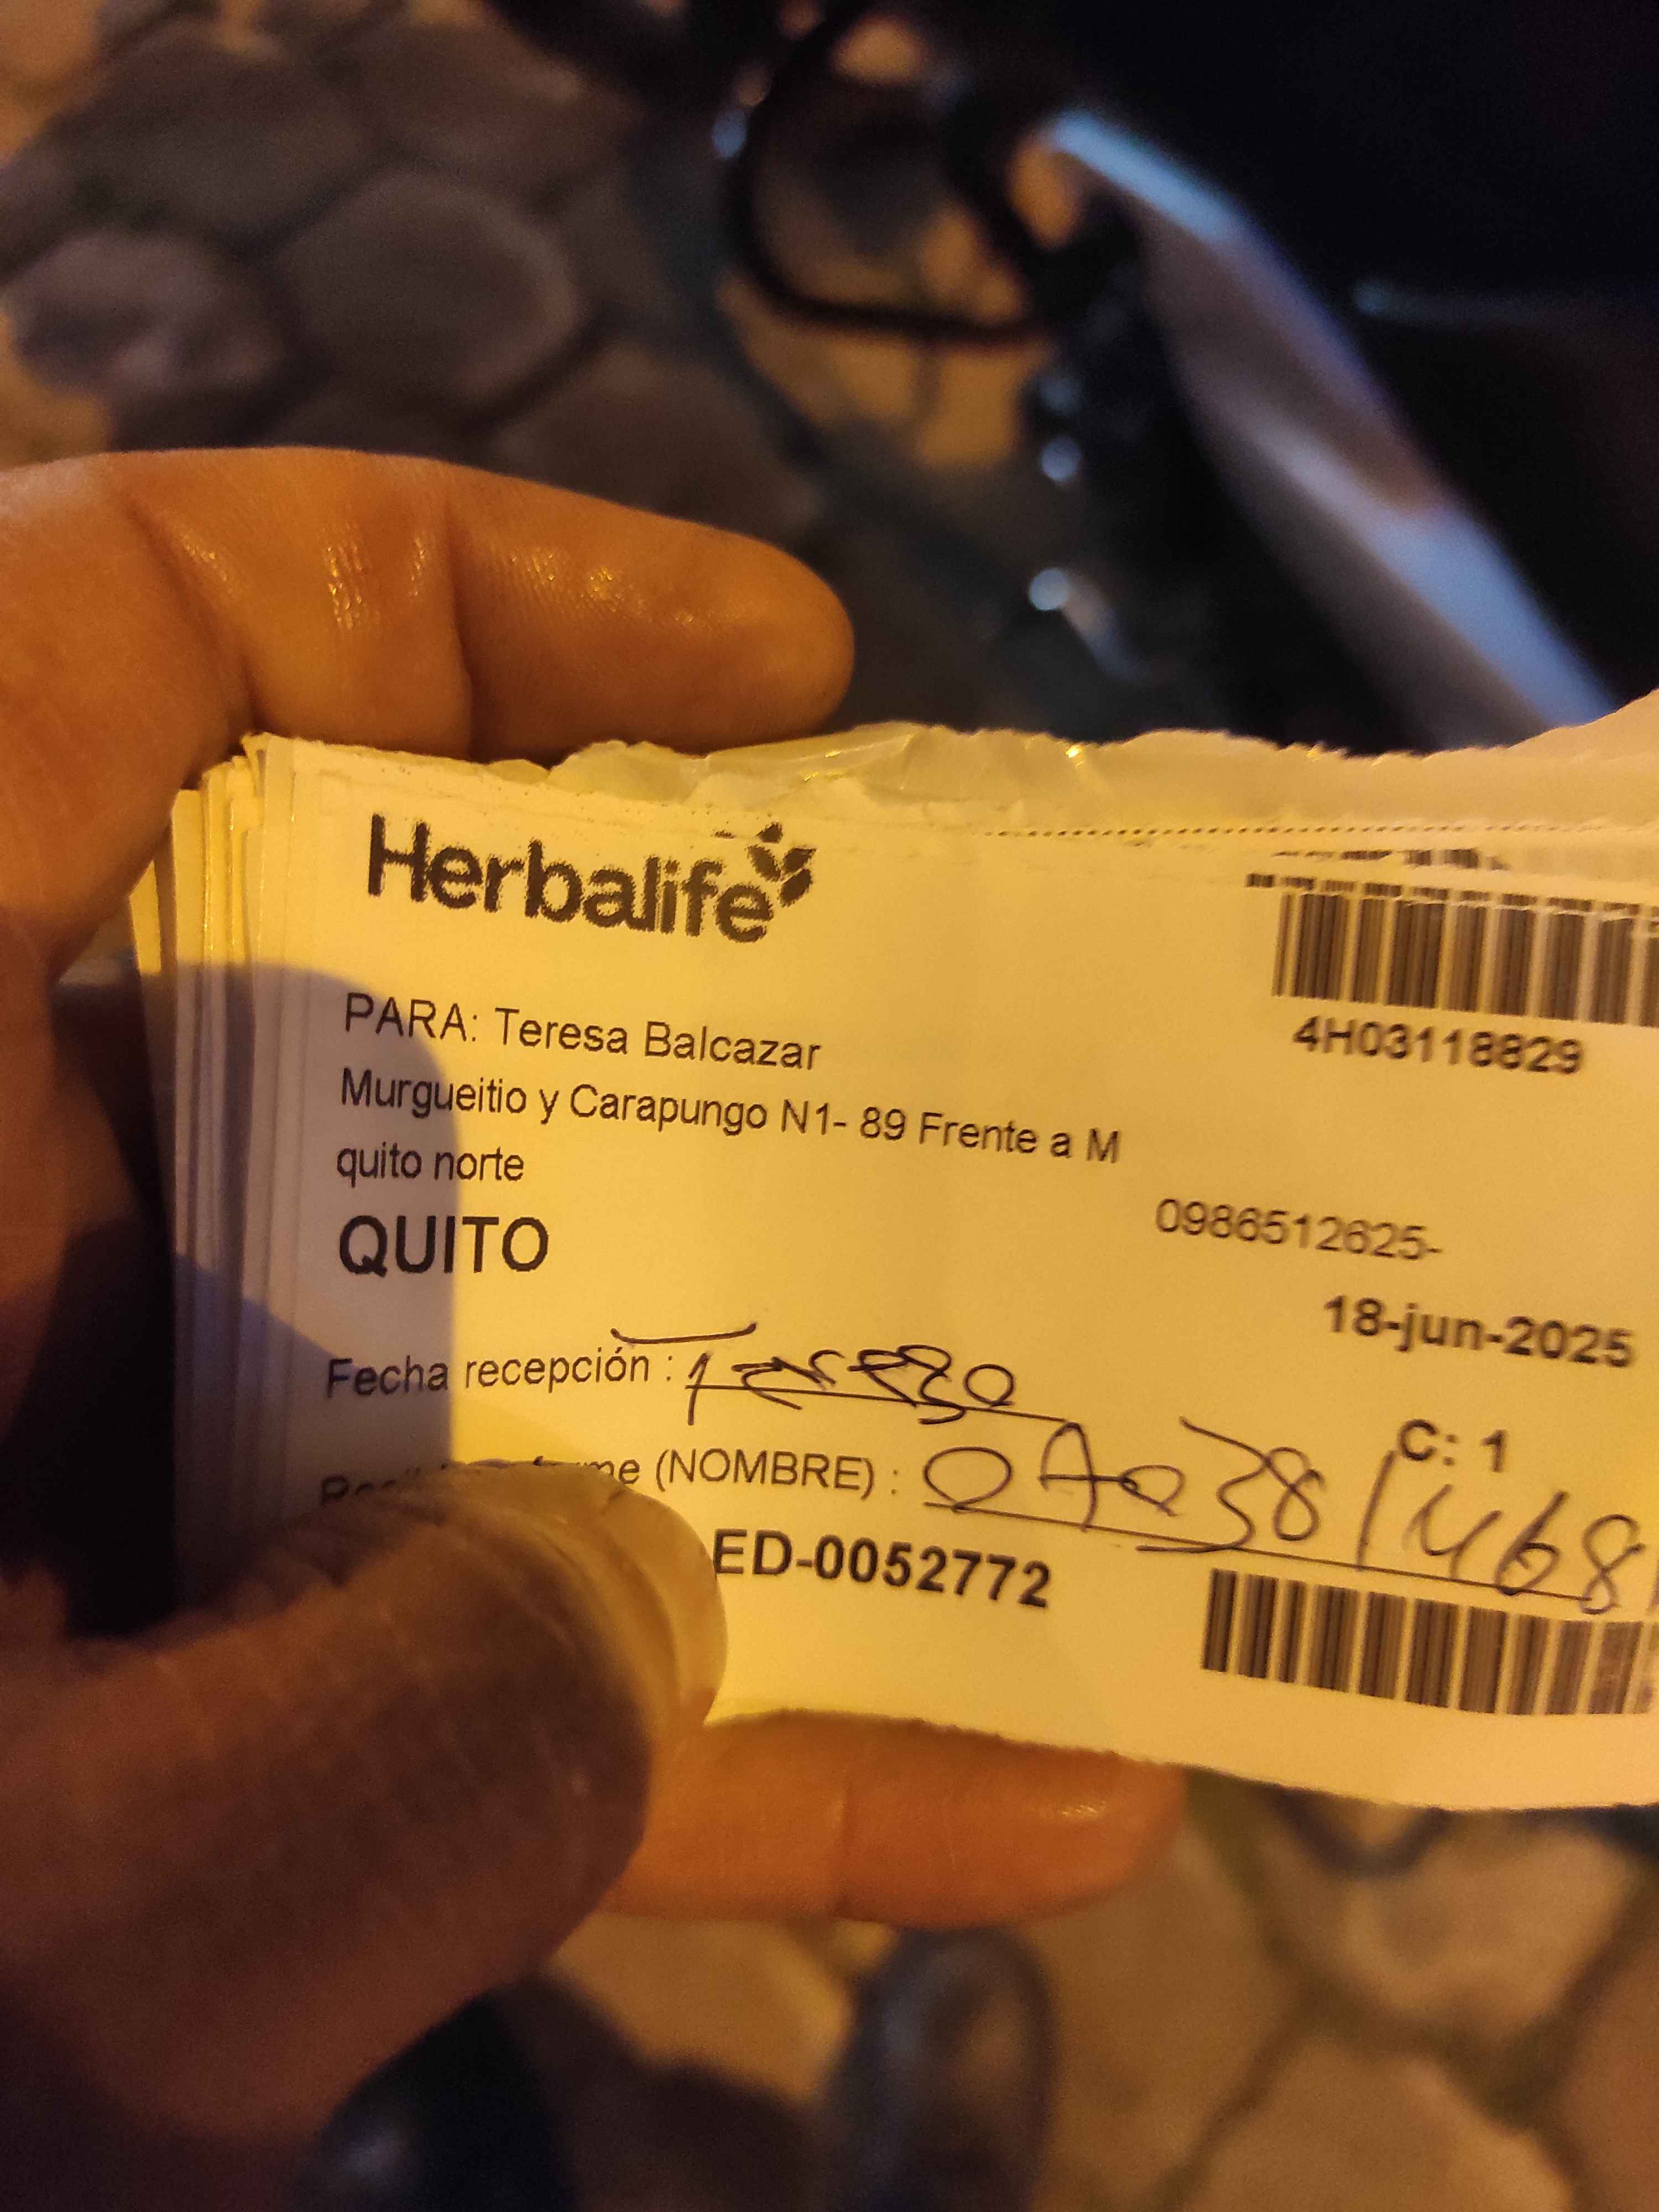 Herbalife
4H03118829
PARA: Teresa Balcazar
Murgueitio y Carapungo N1- 89 Frente a M
quito norte
0986512625-
QUITO
18-jun-2025
Fecha recepción : Teresa
C: 1
(NOMBRE) :
ED-0052772